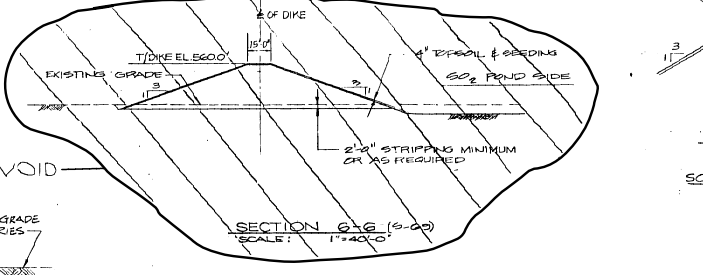 ℄ OF DIKE
15'-0"
T/DIKE EL.560.0'
4" TOPSOIL & SEEDING
EXISTING GRADE
SO₂ POND SIDE
3
1
3
1
3
1
2'-0" STRIPPING MINIMUM
OR AS REQUIRED
VOID
GRADE
SECTION 6-6
SCALE: 1"=40'-0"